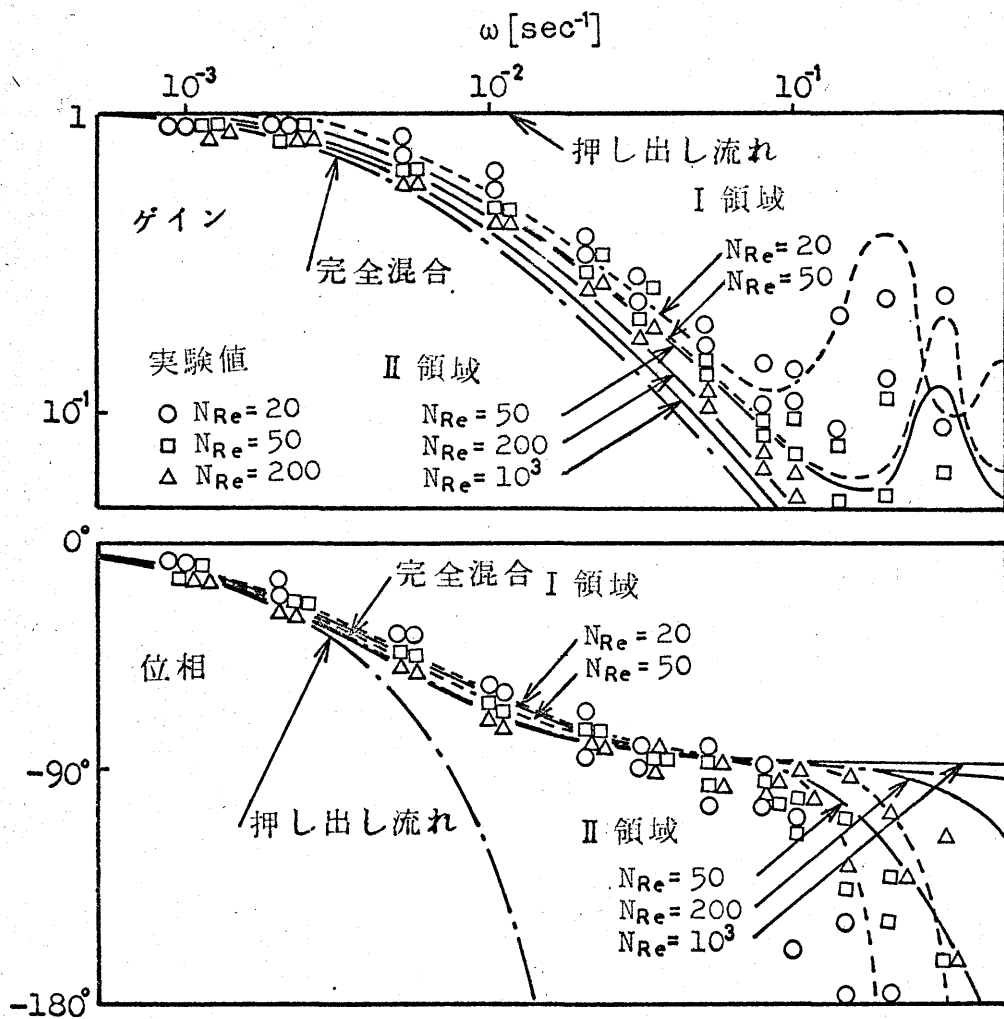 ω [sec⁻¹]
10⁻³ 10⁻² 10⁻¹
1
押し出し流れ
I 領域
ゲイン
N_Re = 20
完全混合
N_Re = 50
実験値
II 領域
10⁻¹
○ N_Re = 20
N_Re = 50
□ N_Re = 50
N_Re = 200
△ N_Re = 200
N_Re = 10³
0°
完全混合 I 領域
N_Re = 20
位相
N_Re = 50
-90°
押し出し流れ
II 領域
N_Re = 50
N_Re = 200
N_Re = 10³
-180°